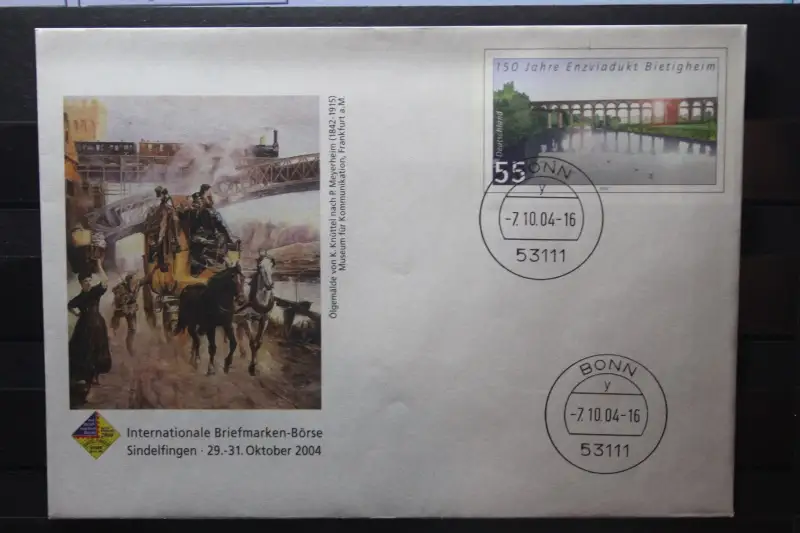 150 Jahre Enzviadukt Bietigheim
Deutschland
55
BONN
y
-7.10.04-16
53111
Ölgemälde von K. Knüttel nach P. Meyerheim (1842-1915)
Museum für Kommunikation, Frankfurt a.M.
BONN
y
-7.10.04-16
53111
Internationale Briefmarken-Börse
Sindelfingen · 29.-31. Oktober 2004